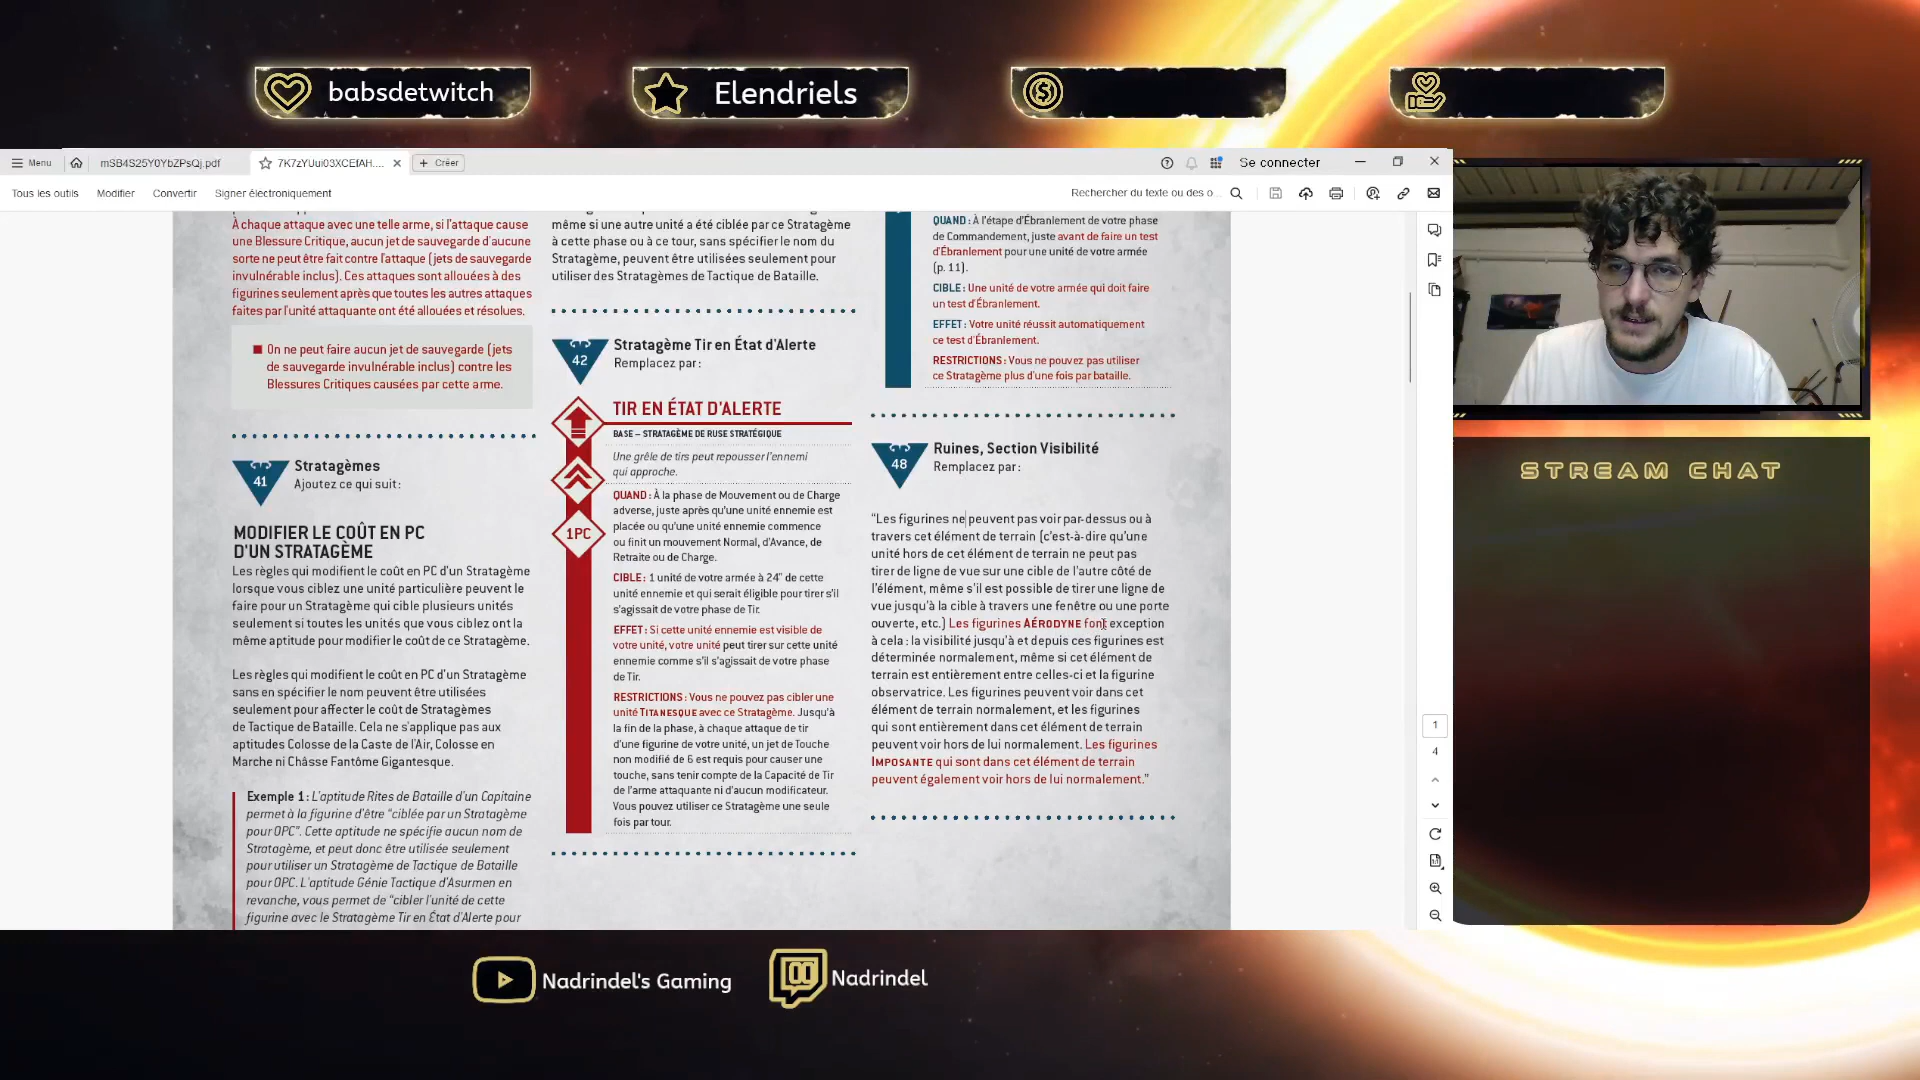 babsdetwitch
Elendriels
Menu
mSB4S25Y0YbZPsQj.pdf
7K7zYUui03XCEfAH....
Créer
Se connecter
Tous les outils
Modifier
Convertir
Signer électroniquement
Rechercher du texte ou des o...
À chaque attaque avec une telle arme, si l'attaque cause
une Blessure Critique, aucun jet de sauvegarde d'aucune
sorte ne peut être fait contre l'attaque (jets de sauvegarde
invulnérable inclus). Ces attaques sont allouées à des
figurines seulement après que toutes les autres attaques
faites par l'unité attaquante ont été allouées et résolues.
On ne peut faire aucun jet de sauvegarde (jets
de sauvegarde invulnérable inclus) contre les
Blessures Critiques causées par cette arme.
41
Stratagèmes
Ajoutez ce qui suit :
MODIFIER LE COÛT EN PC
D'UN STRATAGÈME
Les règles qui modifient le coût en PC d'un Stratagème
lorsque vous ciblez une unité particulière peuvent le
faire pour un Stratagème qui cible plusieurs unités
seulement si toutes les unités que vous ciblez ont la
même aptitude pour modifier le coût de ce Stratagème.
Les règles qui modifient le coût en PC d'un Stratagème
sans en spécifier le nom peuvent être utilisées
seulement pour affecter le coût de Stratagèmes
de Tactique de Bataille. Cela ne s'applique pas aux
aptitudes Colosse de la Caste de l'Air, Colosse en
Marche ni Châsse Fantôme Gigantesque.
Exemple 1 : L'aptitude Rites de Bataille d'un Capitaine
permet à la figurine d'être "ciblée par un Stratagème
pour 0PC". Cette aptitude ne spécifie aucun nom de
Stratagème, et peut donc être utilisée seulement
pour utiliser un Stratagème de Tactique de Bataille
pour 0PC. L'aptitude Génie Tactique d'Asurmen en
revanche, vous permet de "cibler l'unité de cette
figurine avec le Stratagème Tir en État d'Alerte pour
même si une autre unité a été ciblée par ce Stratagème
à cette phase ou à ce tour, sans spécifier le nom du
Stratagème, peuvent être utilisées seulement pour
utiliser des Stratagèmes de Tactique de Bataille.
42
Stratagème Tir en État d'Alerte
Remplacez par :
TIR EN ÉTAT D'ALERTE
BASE – STRATAGÈME DE RUSE STRATÉGIQUE
Une grêle de tirs peut repousser l'ennemi
qui approche.
1PC
QUAND : À la phase de Mouvement ou de Charge
adverse, juste après qu'une unité ennemie est
placée ou qu'une unité ennemie commence
ou finit un mouvement Normal, d'Avance, de
Retraite ou de Charge.
CIBLE : 1 unité de votre armée à 24" de cette
unité ennemie et qui serait éligible pour tirer s'il
s'agissait de votre phase de Tir.
EFFET : Si cette unité ennemie est visible de
votre unité, votre unité peut tirer sur cette unité
ennemie comme s'il s'agissait de votre phase
de Tir.
RESTRICTIONS : Vous ne pouvez pas cibler une
unité TITANESQUE avec ce Stratagème. Jusqu'à
la fin de la phase, à chaque attaque de tir
d'une figurine de votre unité, un jet de Touche
non modifié de 6 est requis pour causer une
touche, sans tenir compte de la Capacité de Tir
de l'arme attaquante ni d'aucun modificateur.
Vous pouvez utiliser ce Stratagème une seule
fois par tour.
QUAND : À l'étape d'Ébranlement de votre phase
de Commandement, juste avant de faire un test
d'Ébranlement pour une unité de votre armée
(p. 11).
CIBLE : Une unité de votre armée qui doit faire
un test d'Ébranlement.
EFFET : Votre unité réussit automatiquement
ce test d'Ébranlement.
RESTRICTIONS : Vous ne pouvez pas utiliser
ce Stratagème plus d'une fois par bataille.
48
Ruines, Section Visibilité
Remplacez par :
“Les figurines ne peuvent pas voir par-dessus ou à
travers cet élément de terrain (c'est-à-dire qu'une
unité hors de cet élément de terrain ne peut pas
tirer de ligne de vue sur une cible de l'autre côté de
l'élément, même s'il est possible de tirer une ligne de
vue jusqu'à la cible à travers une fenêtre ou une porte
ouverte, etc.) Les figurines AÉRODYNE font exception
à cela : la visibilité jusqu'à et depuis ces figurines est
déterminée normalement, même si cet élément de
terrain est entièrement entre celles-ci et la figurine
observatrice. Les figurines peuvent voir dans cet
élément de terrain normalement, et les figurines
qui sont entièrement dans cet élément de terrain
peuvent voir hors de lui normalement. Les figurines
IMPOSANTE qui sont dans cet élément de terrain
peuvent également voir hors de lui normalement.”
1
4
STREAM CHAT
Nadrindel's Gaming
Nadrindel